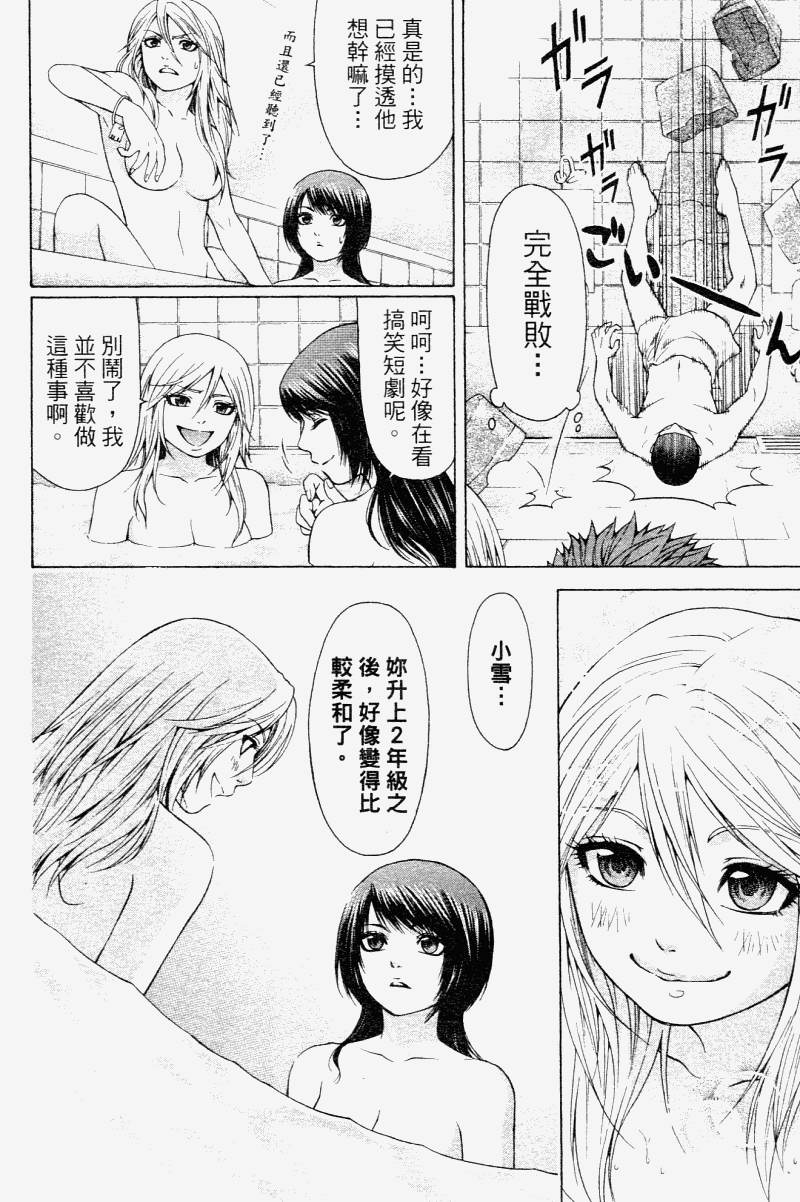 ガラ
ガラ
ガラ
ごいーん
完全戰敗…
真是的…我
已經摸透他
想幹嘛了…
而且還已經聽到了…
呵呵…好像在看
搞笑短劇呢。
別鬧了，我
並不喜歡做
這種事啊。
小雪…
妳升上2年級之
後，好像變得比
較柔和了。